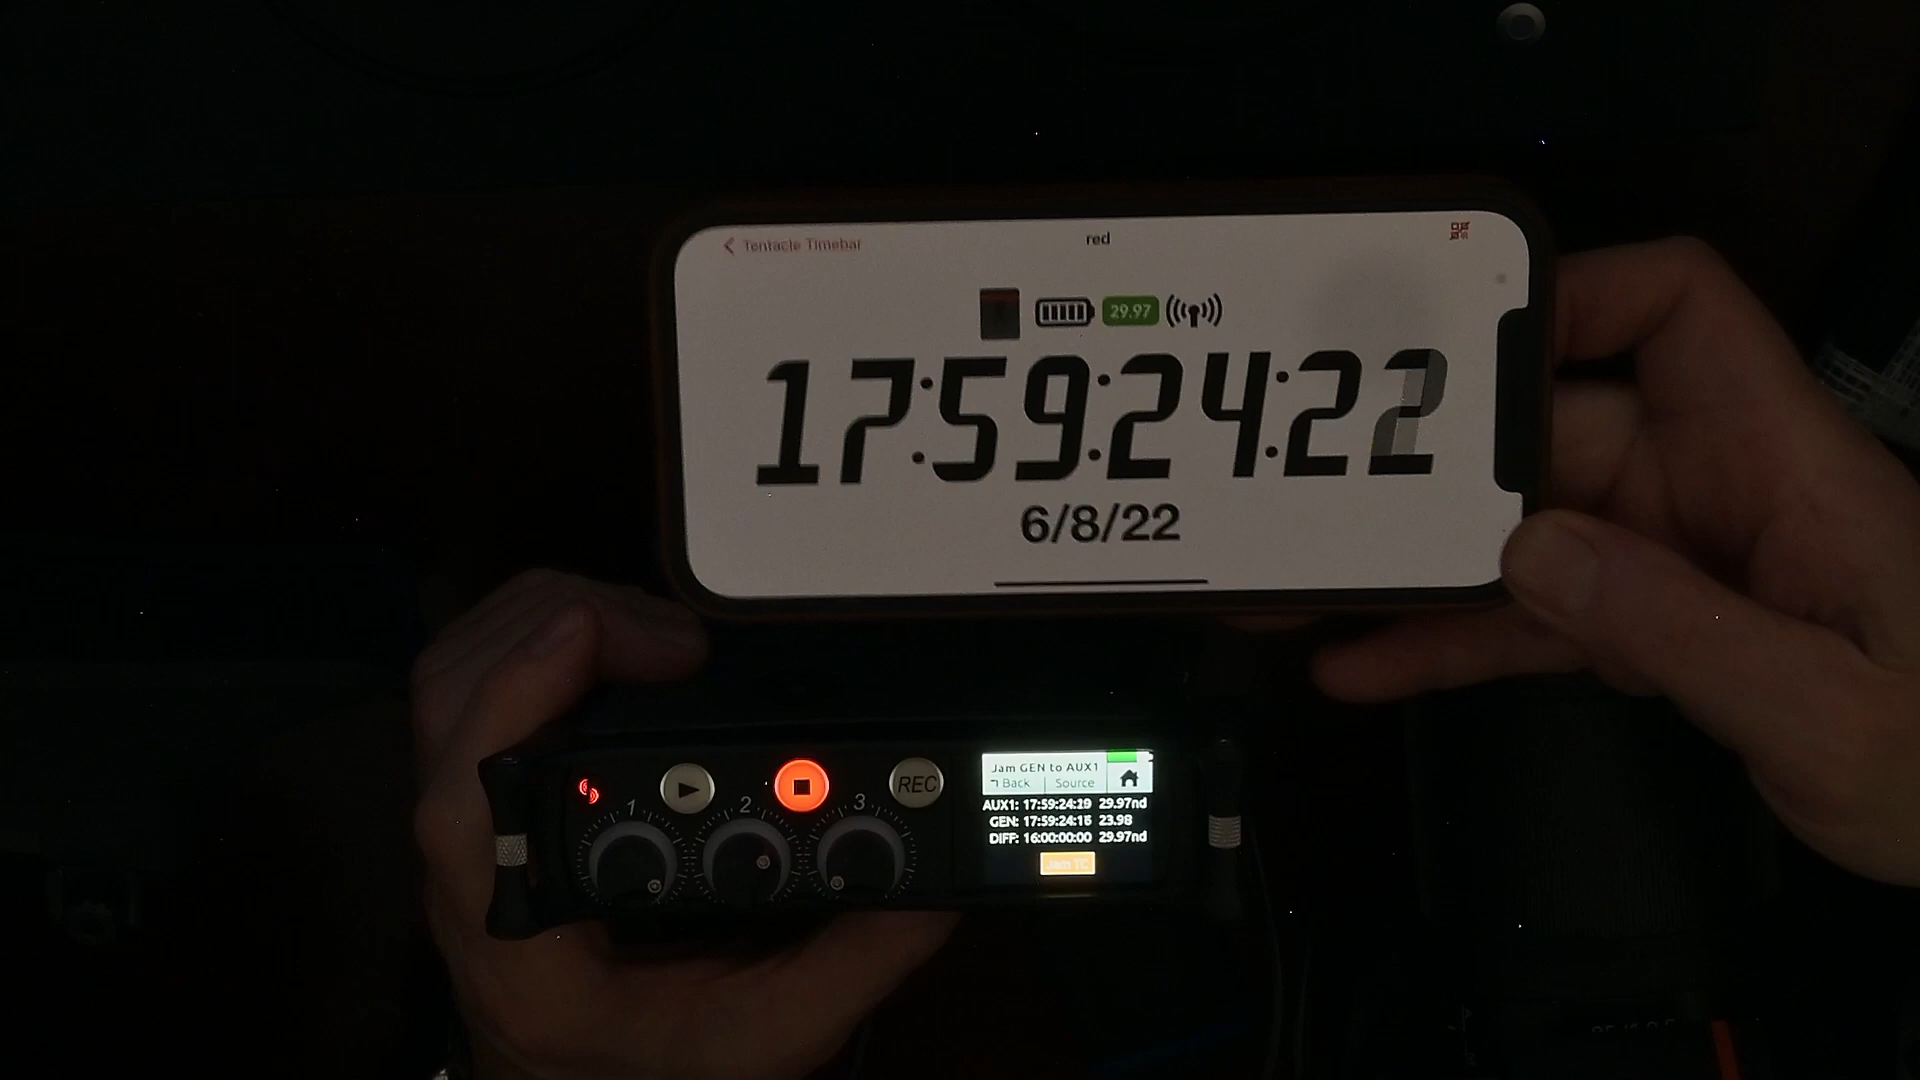 Tentacle Timebar
red
29.97
17:59:24:22
6/8/22
REC
1 2 3
Jam GEN to AUX1
Back Source
AUX1: 17:59:24:19 29.97nd
GEN: 17:59:24:16 23.98
DIFF: 16:00:00:00 29.97nd
Jam TC